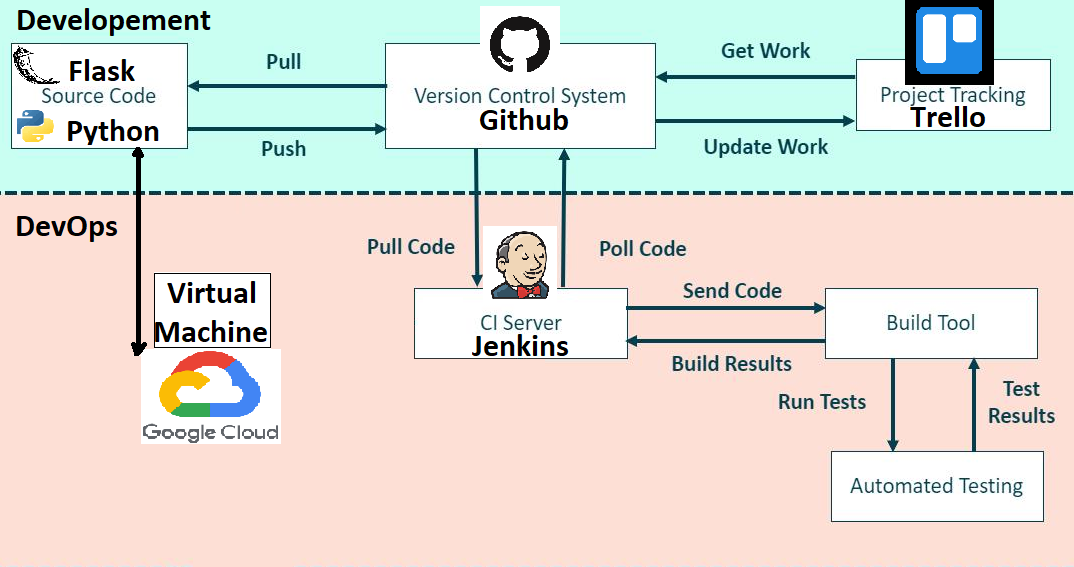 Developement
Flask
Source Code
Python
Pull
Push
Version Control System
Github
Get Work
Update Work
Project Tracking
Trello
DevOps
Virtual
Machine
Google Cloud
Pull Code
Poll Code
CI Server
Jenkins
Send Code
Build Results
Build Tool
Run Tests
Test
Results
Automated Testing